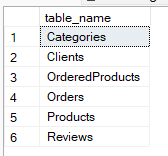 table_name
1 Categories
2 Clients
3 OrderedProducts
4 Orders
5 Products
6 Reviews